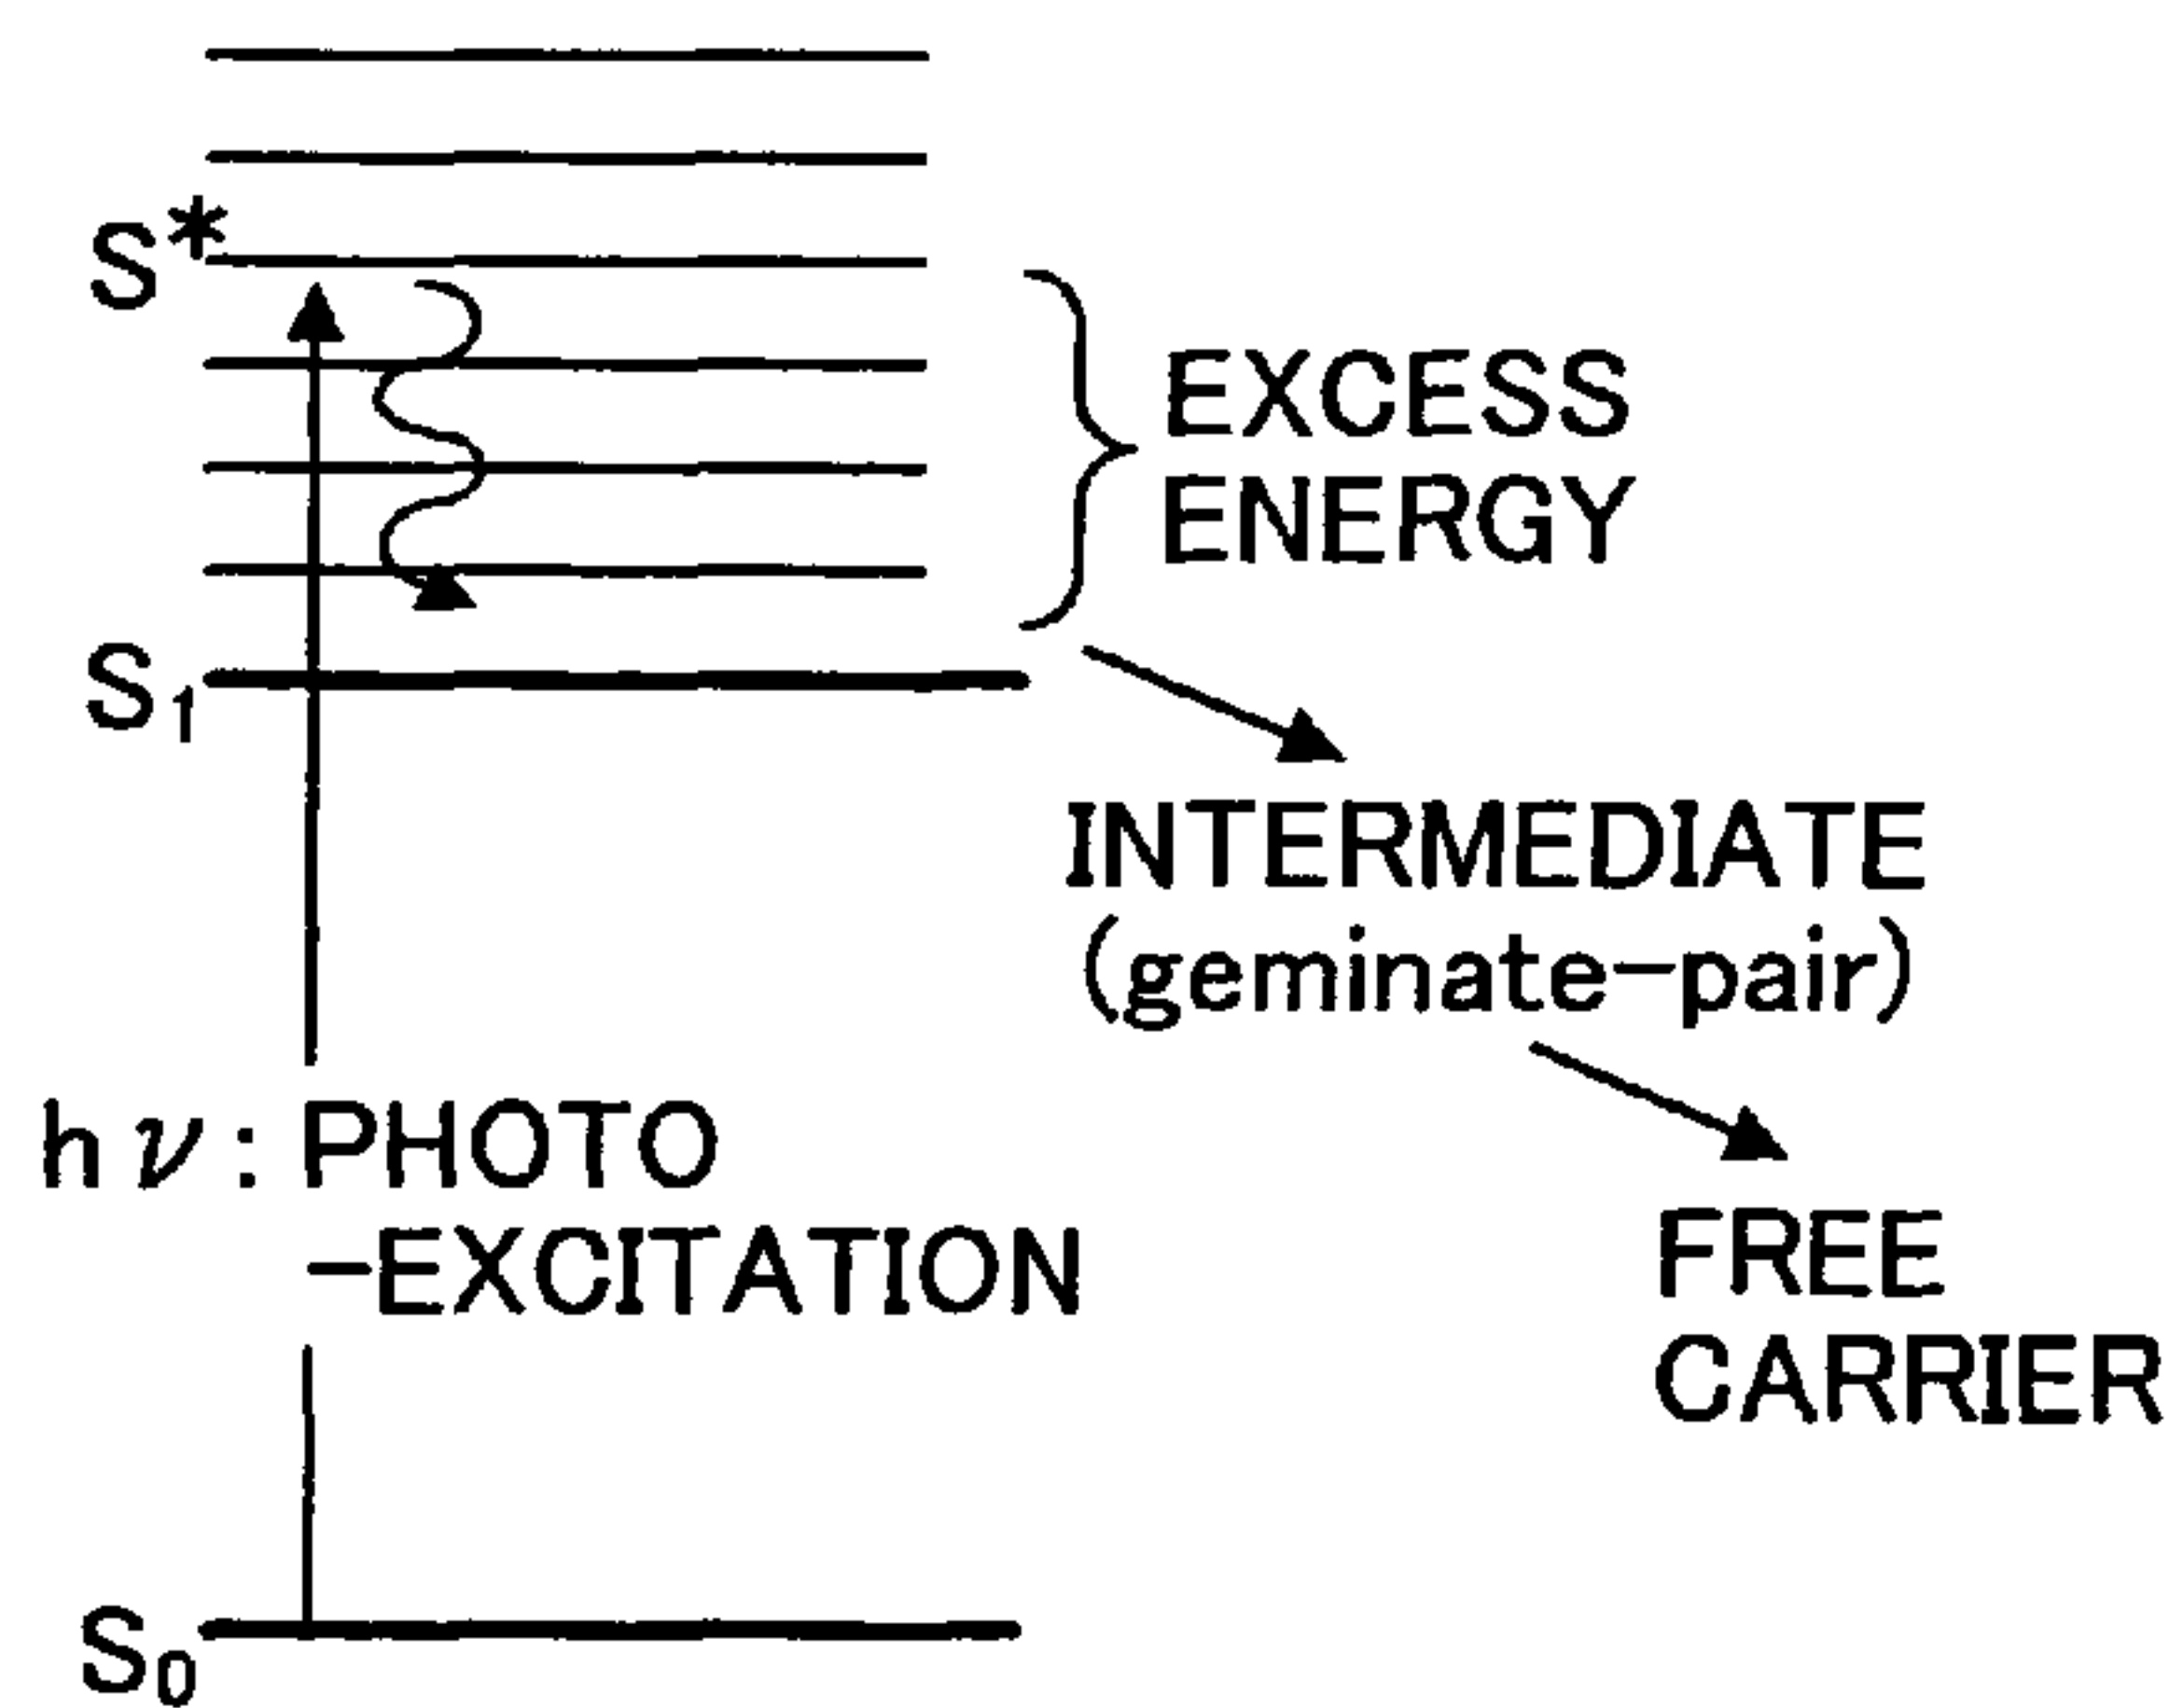 S*
EXCESS
ENERGY
S₁
INTERMEDIATE
(geminate-pair)
hν: PHOTO
-EXCITATION
FREE
CARRIER
S₀